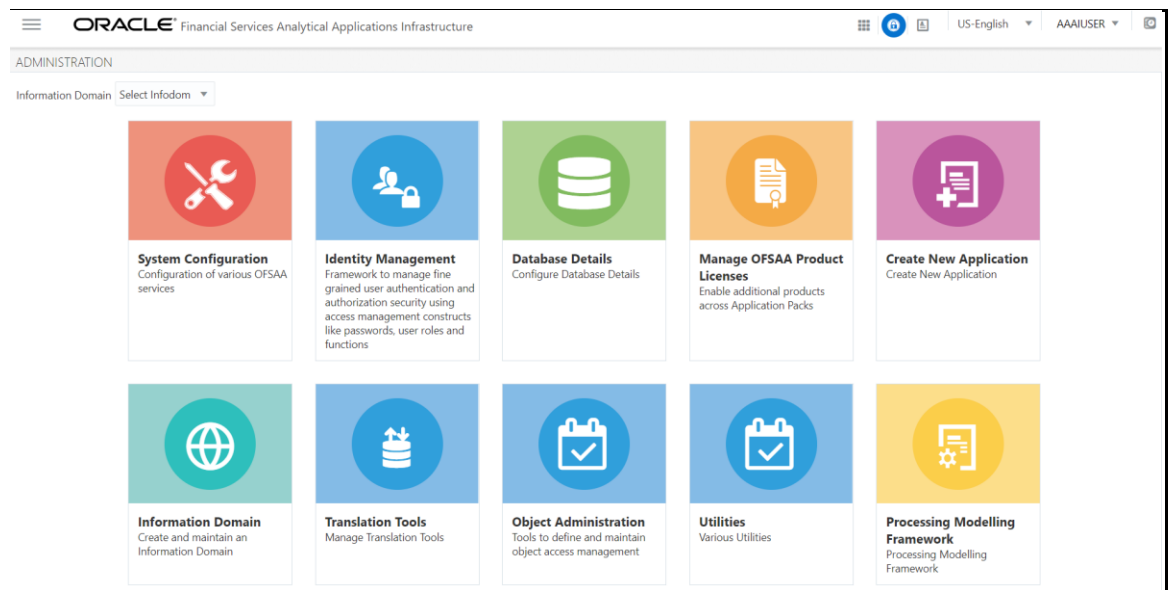 ORACLE Financial Services Analytical Applications Infrastructure
US-English
AAAIUSER
ADMINISTRATION
Information Domain Select Infodom
System Configuration
Configuration of various OFSAA
services
Identity Management
Framework to manage fine
grained user authentication and
authorization security using
access management constructs
like passwords, user roles and
functions
Database Details
Configure Database Details
Manage OFSAA Product
Licenses
Enable additional products
across Application Packs
Create New Application
Create New Application
Information Domain
Create and maintain an
Information Domain
Translation Tools
Manage Translation Tools
Object Administration
Tools to define and maintain
object access management
Utilities
Various Utilities
Processing Modelling
Framework
Processing Modelling
Framework